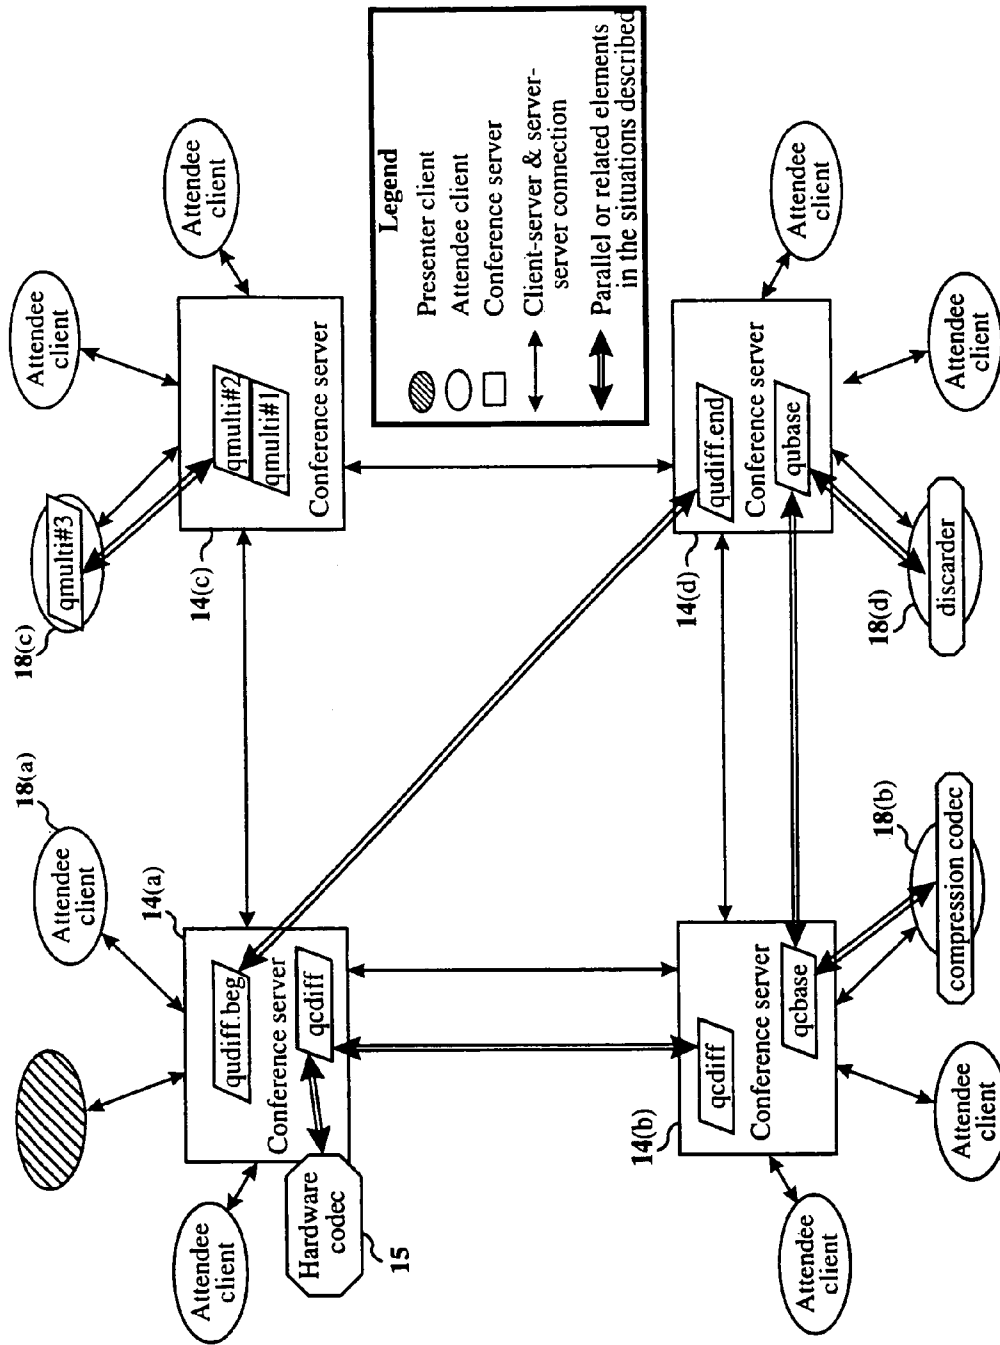 Attendee
client
18(a)
14(a)
qudiff.beg
Conference server
qcdiff
Attendee
client
Hardware
codec
15
18(c)
qmulti#3
Attendee
client
Attendee
client
14(c)
qmulti#2
qmulti#1
Conference server
14(b)
qcdiff
Conference server
qcbase
Attendee
client
Attendee
client
18(b)
compression codec
14(d)
qudiff.end
Conference server
qubase
Attendee
client
Attendee
client
18(d)
discarder
Legend
Presenter client
Attendee client
Conference server
Client-server & server-
server connection
Parallel or related elements
in the situations described